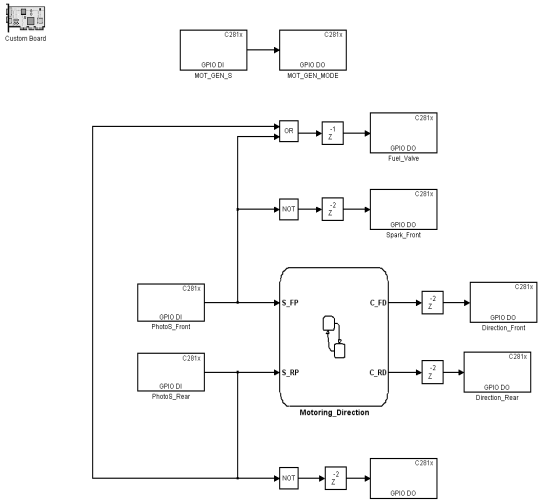 Custom Board
C281x
GPIO DI
MOT_GEN_S
C281x
GPIO DO
MOT_GEN_MODE
OR
-1
Z
C281x
GPIO DO
Fuel_Valve
NOT
-2
Z
C281x
GPIO DO
Spark_Front
C281x
GPIO DI
PhotoS_Front
S_FP
C_FD
-2
Z
C281x
GPIO DO
Direction_Front
C281x
GPIO DI
PhotoS_Rear
S_RP
C_RD
-2
Z
C281x
GPIO DO
Direction_Rear
Motoring_Direction
NOT
-2
Z
C281x
GPIO DO